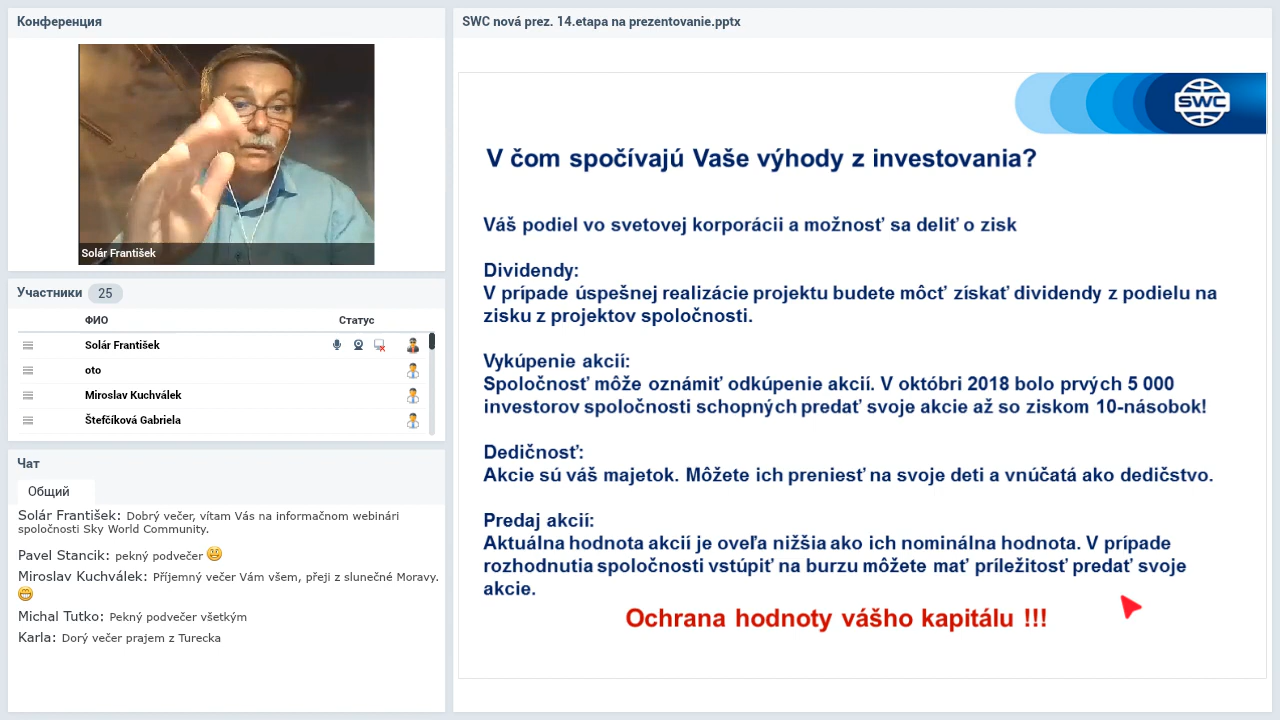 Конференция
Solár František
Участники 25
ФИО Статус
Solár František
oto
Miroslav Kuchválek
Štefčíková Gabriela
Чат
Общий
Solár František: Dobrý večer, vítam Vás na informačnom webinári
spoločnosti Sky World Community.
Pavel Stancik: pekný podvečer
Miroslav Kuchválek: Příjemný večer Vám všem, přeji z slunečné Moravy.
Michal Tutko: Pekný podvečer všetkým
Karla: Dorý večer prajem z Turecka
SWC nová prez. 14.etapa na prezentovanie.pptx
SWC
V čom spočívajú Vaše výhody z investovania?
Váš podiel vo svetovej korporácii a možnosť sa deliť o zisk
Dividendy:
V prípade úspešnej realizácie projektu budete môcť získať dividendy z podielu na
zisku z projektov spoločnosti.
Vykúpenie akcií:
Spoločnosť môže oznámiť odkúpenie akcií. V októbri 2018 bolo prvých 5 000
investorov spoločnosti schopných predať svoje akcie až so ziskom 10-násobok!
Dedičnosť:
Akcie sú váš majetok. Môžete ich preniesť na svoje deti a vnúčatá ako dedičstvo.
Predaj akcií:
Aktuálna hodnota akcií je oveľa nižšia ako ich nominálna hodnota. V prípade
rozhodnutia spoločnosti vstúpiť na burzu môžete mať príležitosť predať svoje
akcie.
Ochrana hodnoty vášho kapitálu !!!